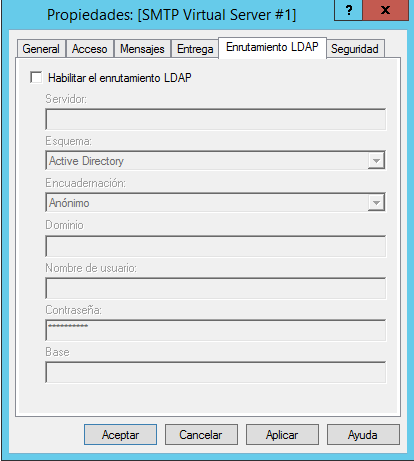 Propiedades: [SMTP Virtual Server #1]
? x
General Acceso Mensajes Entrega Enrutamiento LDAP Seguridad
Habilitar el enrutamiento LDAP
Servidor:
Esquema:
Active Directory
Encuadernación:
Anónimo
Dominio
Nombre de usuario:
Contraseña:
**********
Base
Aceptar Cancelar Aplicar Ayuda